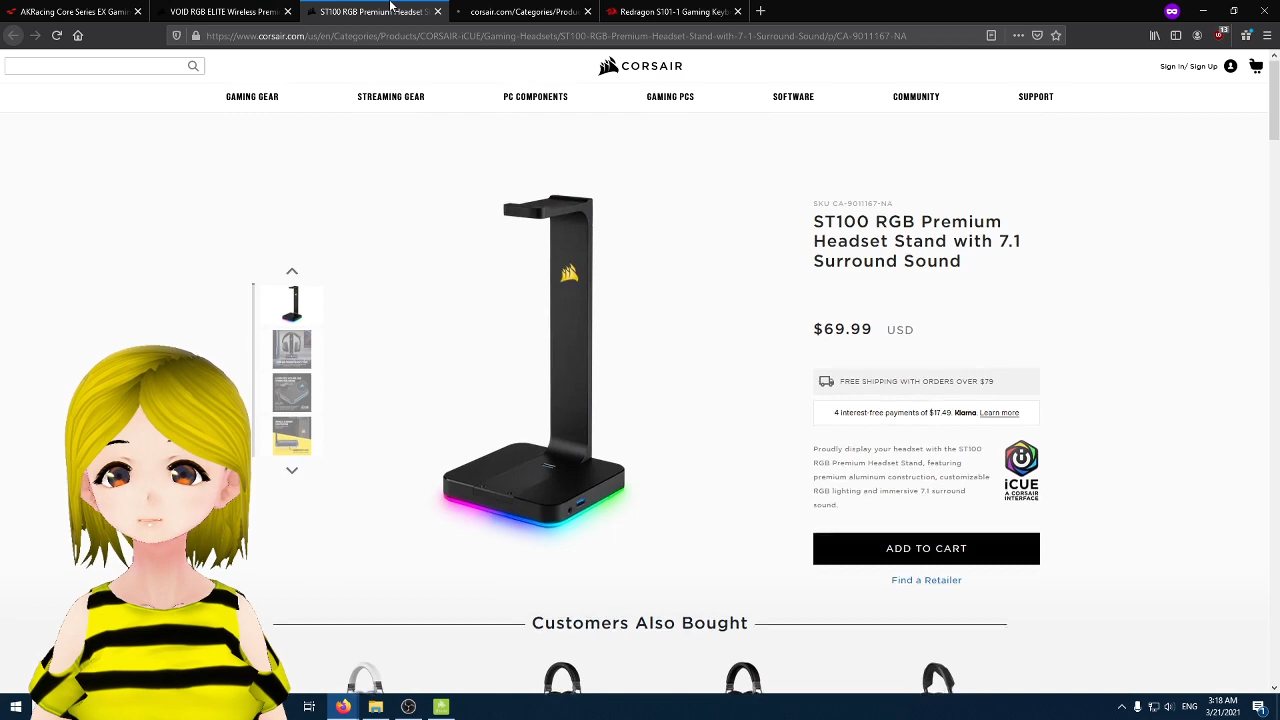 AKRacing Core Series EX Gamin
VOID RGB ELITE Wireless Premiu
ST100 RGB Premium Headset St
corsair.com/Categories/Produc
Redragon S101-1 Gaming Keyb
https://www.corsair.com/us/en/Categories/Products/CORSAIR-iCUE/Gaming-Headsets/ST100-RGB-Premium-Headset-Stand-with-7-1-Surround-Sound/p/CA-9011167-NA
CORSAIR
Sign In/ Sign Up
GAMING GEAR
STREAMING GEAR
PC COMPONENTS
GAMING PCS
SOFTWARE
COMMUNITY
SUPPORT
SKU CA-9011167-NA
ST100 RGB Premium
Headset Stand with 7.1
Surround Sound
$69.99 USD
FREE SHIPPING WITH ORDERS OVER $79
4 interest-free payments of $17.49. Klarna. Learn more
Proudly display your headset with the ST100
RGB Premium Headset Stand, featuring
premium aluminum construction, customizable
RGB lighting and immersive 7.1 surround
sound.
iCUE
A CORSAIR
INTERFACE
ADD TO CART
Find a Retailer
Customers Also Bought
ENG
3:18 AM
3/21/2021